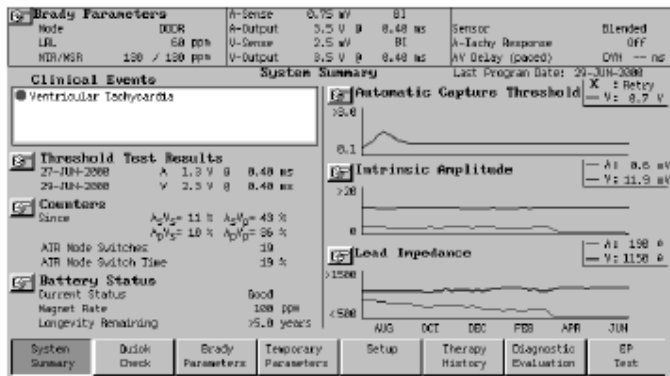 Brady Parameters
Mode DDDR
LRL 60 ppm
MTR/MSR 130 / 130 ppm
A-Sense 0.75 mV BI
A-Output 3.5 V @ 0.40 ms
V-Sense 2.5 mV BI
V-Output 3.5 V @ 0.40 ms
Sensor Blended
A-Tachy Response Off
AV Delay (paced) DYN -- ms
System Summary
Last Program Date: 29-JUN-2000
Clinical Events
Ventricular Tachycardia
Threshold Test Results
27-JUN-2000 A 1.3 V @ 0.40 ms
29-JUN-2000 V 2.5 V @ 0.40 ms
Counters
Since AsVs= 11 % AsVp= 43 %
ApVs= 10 % ApVp= 36 %
ATR Mode Switches 19
ATR Mode Switch Time 19 %
Battery Status
Current Status Good
Magnet Rate 100 ppm
Longevity Remaining >5.0 years
Automatic Capture Threshold
X : Retry
— V: 0.7 V
0.1
Intrinsic Amplitude
— A: 0.6 mV
— V: 11.9 mV
>20
0
Lead Impedance
— A: 190 Ω
— V: 1150 Ω
>1500
<500
AUG OCT DEC FEB APR JUN
System Summary
Quick Check
Brady Parameters
Temporary Parameters
Setup
Therapy History
Diagnostic Evaluation
EP Test